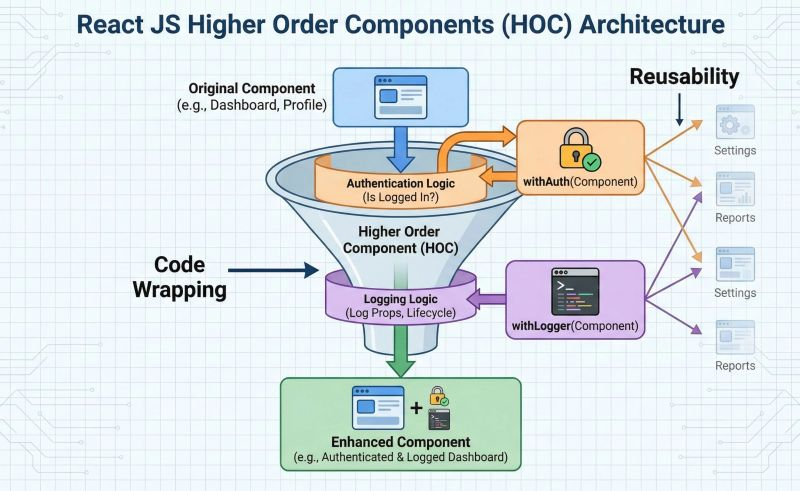 React JS Higher Order Components (HOC) Architecture
Original Component
(e.g., Dashboard, Profile)
Reusability
Authentication Logic
(Is Logged In?)
withAuth(Component)
Settings
Reports
Higher Order
Component (HOC)
Code
Wrapping
Logging Logic
(Log Props, Lifecycle)
withLogger(Component)
Settings
Reports
+
Enhanced Component
(e.g., Authenticated & Logged Dashboard)